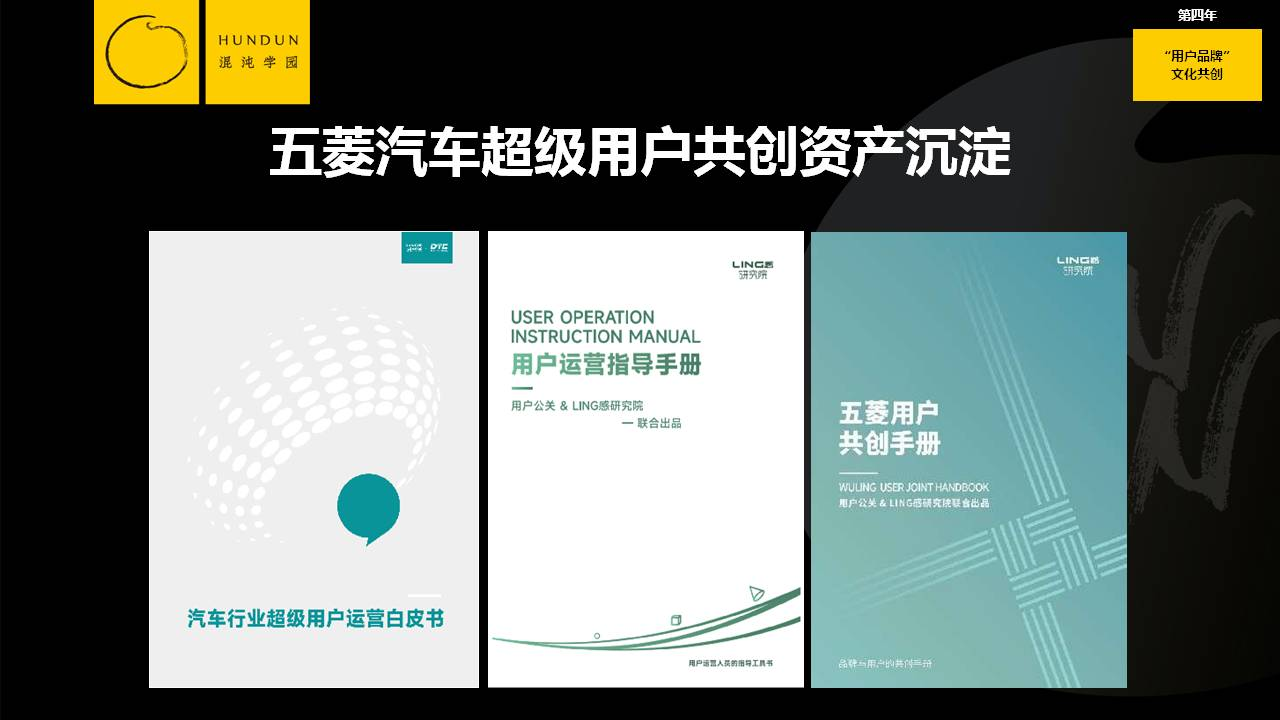 HUNDUN
混沌学园
第四年
“用户品牌”
文化共创
五菱汽车超级用户共创资产沉淀
汽车行业超级用户运营白皮书
LING感
研究院
USER OPERATION
INSTRUCTION MANUAL
用户运营指导手册
用户公关 & LING感研究院
— 联合出品
用户运营人员的指导工具书
LING感
研究院
五菱用户
共创手册
WULING USER JOINT HANDBOOK
用户公关 & LING感研究院联合出品
品牌与用户的共创手册